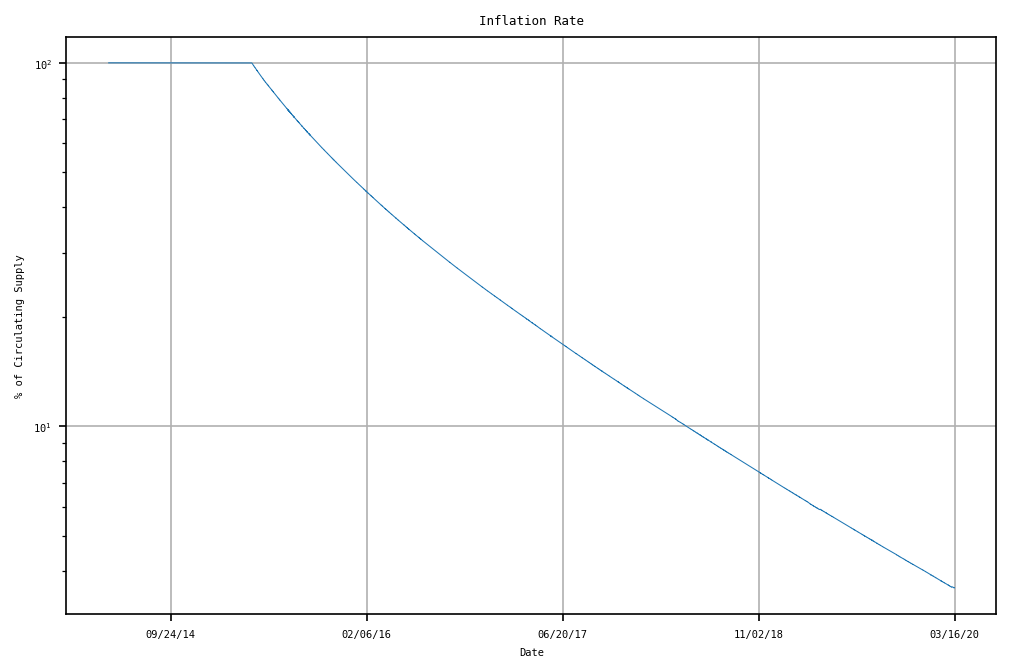 Inflation Rate
10²
10¹
% of Circulating Supply
09/24/14 02/06/16 06/20/17 11/02/18 03/16/20
Date